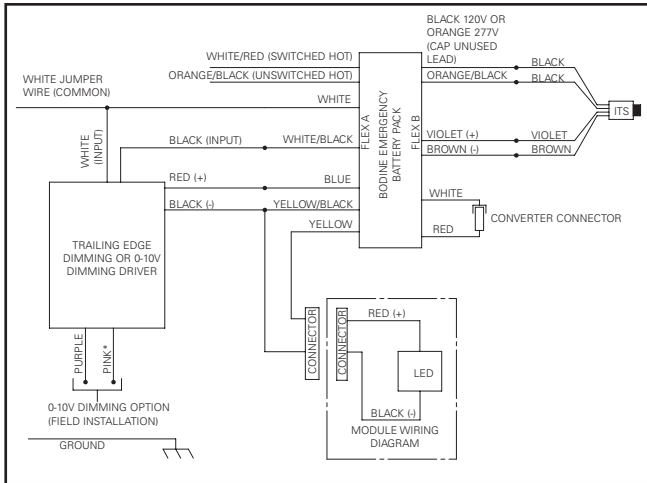 BLACK 120V OR
ORANGE 277V
(CAP UNUSED
LEAD)
WHITE/RED (SWITCHED HOT)
BLACK
ORANGE/BLACK (UNSWITCHED HOT)
ORANGE/BLACK
BLACK
WHITE JUMPER
WIRE (COMMON)
ITS
WHITE
WHITE
(INPUT)
BLACK (INPUT)
WHITE/BLACK
FLEX A
BODINE EMERGENCY
BATTERY PACK
FLEX B
VIOLET (+)
VIOLET
BROWN (-)
BROWN
RED (+)
BLUE
WHITE
BLACK (-)
YELLOW/BLACK
CONVERTER CONNECTOR
YELLOW
RED
TRAILING EDGE
DIMMING OR 0-10V
DIMMING DRIVER
CONNECTOR
CONNECTOR
RED (+)
LED
PURPLE
PINK*
BLACK (-)
0-10V DIMMING OPTION
(FIELD INSTALLATION)
MODULE WIRING
DIAGRAM
GROUND